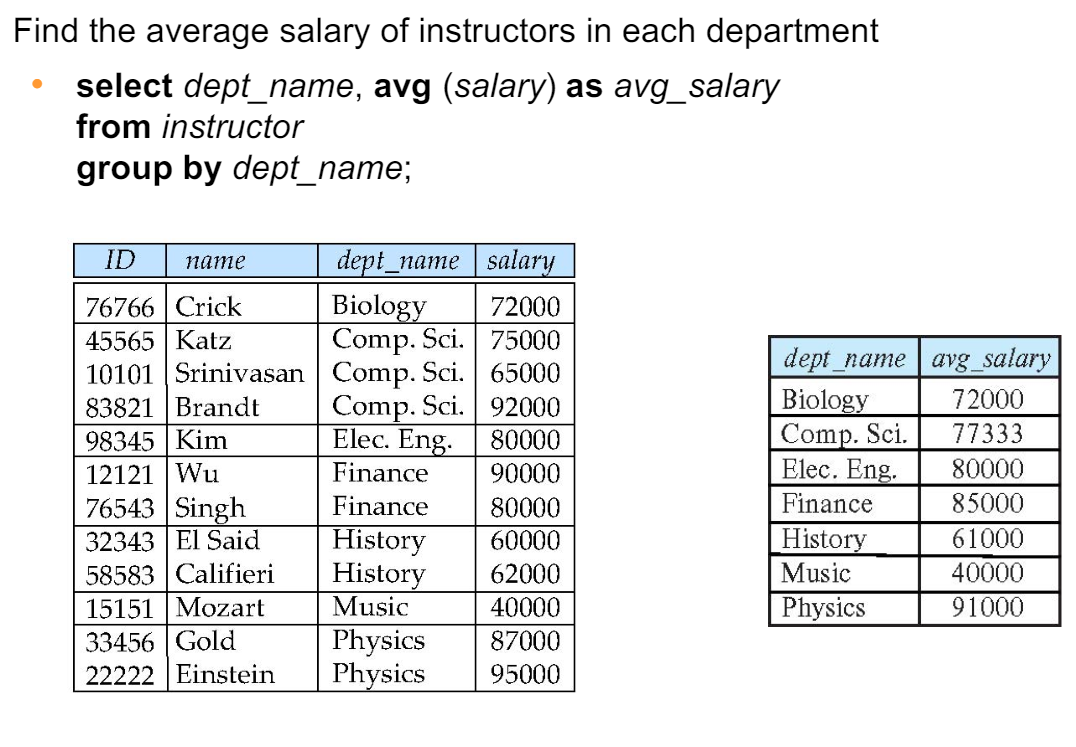 Find the average salary of instructors in each department
• select dept_name, avg (salary) as avg_salary
from instructor
group by dept_name;
ID name dept_name salary
76766 Crick Biology 72000
45565 Katz Comp. Sci. 75000
10101 Srinivasan Comp. Sci. 65000
83821 Brandt Comp. Sci. 92000
98345 Kim Elec. Eng. 80000
12121 Wu Finance 90000
76543 Singh Finance 80000
32343 El Said History 60000
58583 Califieri History 62000
15151 Mozart Music 40000
33456 Gold Physics 87000
22222 Einstein Physics 95000
dept_name avg_salary
Biology 72000
Comp. Sci. 77333
Elec. Eng. 80000
Finance 85000
History 61000
Music 40000
Physics 91000